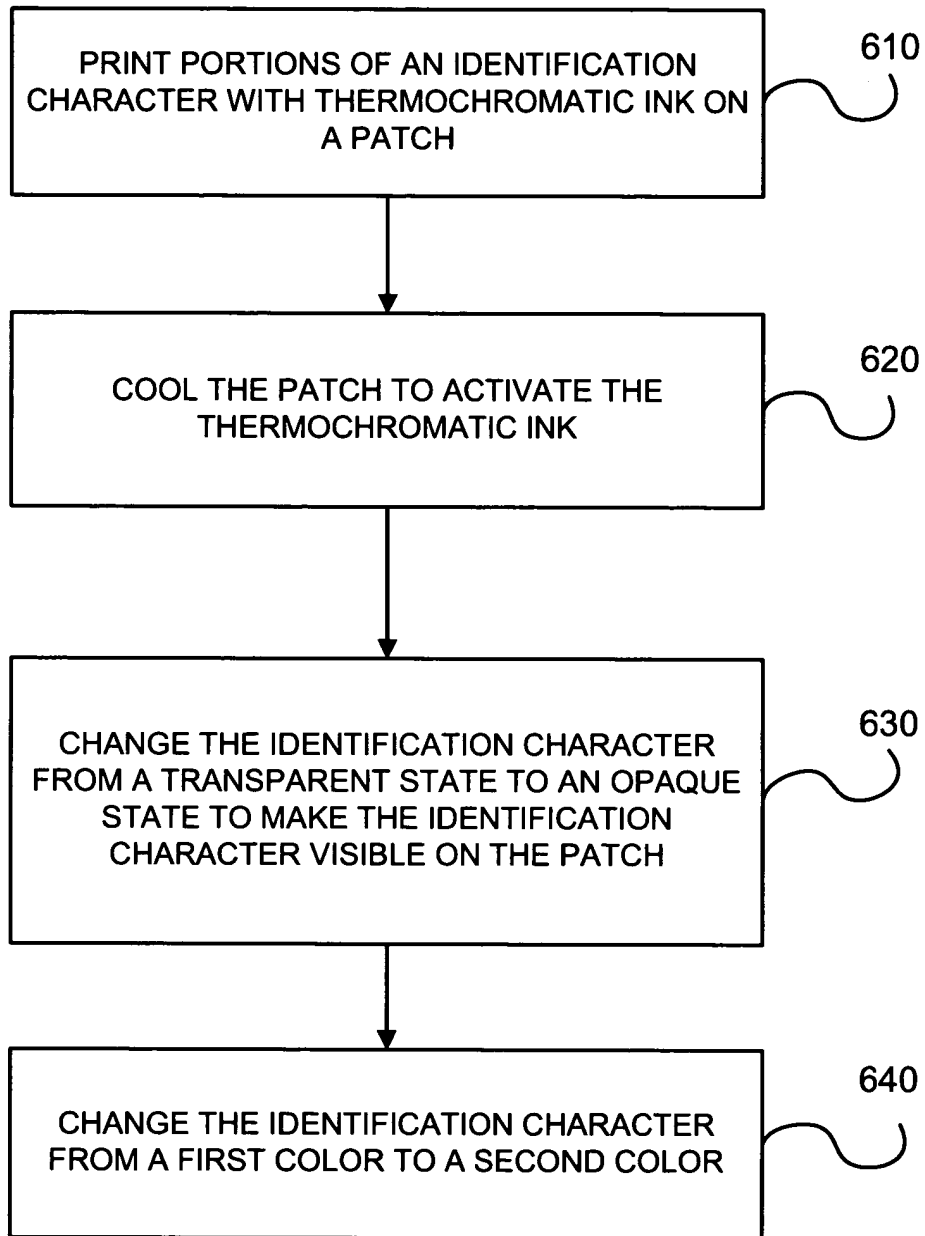 PRINT PORTIONS OF AN IDENTIFICATION
CHARACTER WITH THERMOCHROMATIC INK ON
A PATCH
610
COOL THE PATCH TO ACTIVATE THE
THERMOCHROMATIC INK
620
CHANGE THE IDENTIFICATION CHARACTER
FROM A TRANSPARENT STATE TO AN OPAQUE
STATE TO MAKE THE IDENTIFICATION
CHARACTER VISIBLE ON THE PATCH
630
CHANGE THE IDENTIFICATION CHARACTER
FROM A FIRST COLOR TO A SECOND COLOR
640